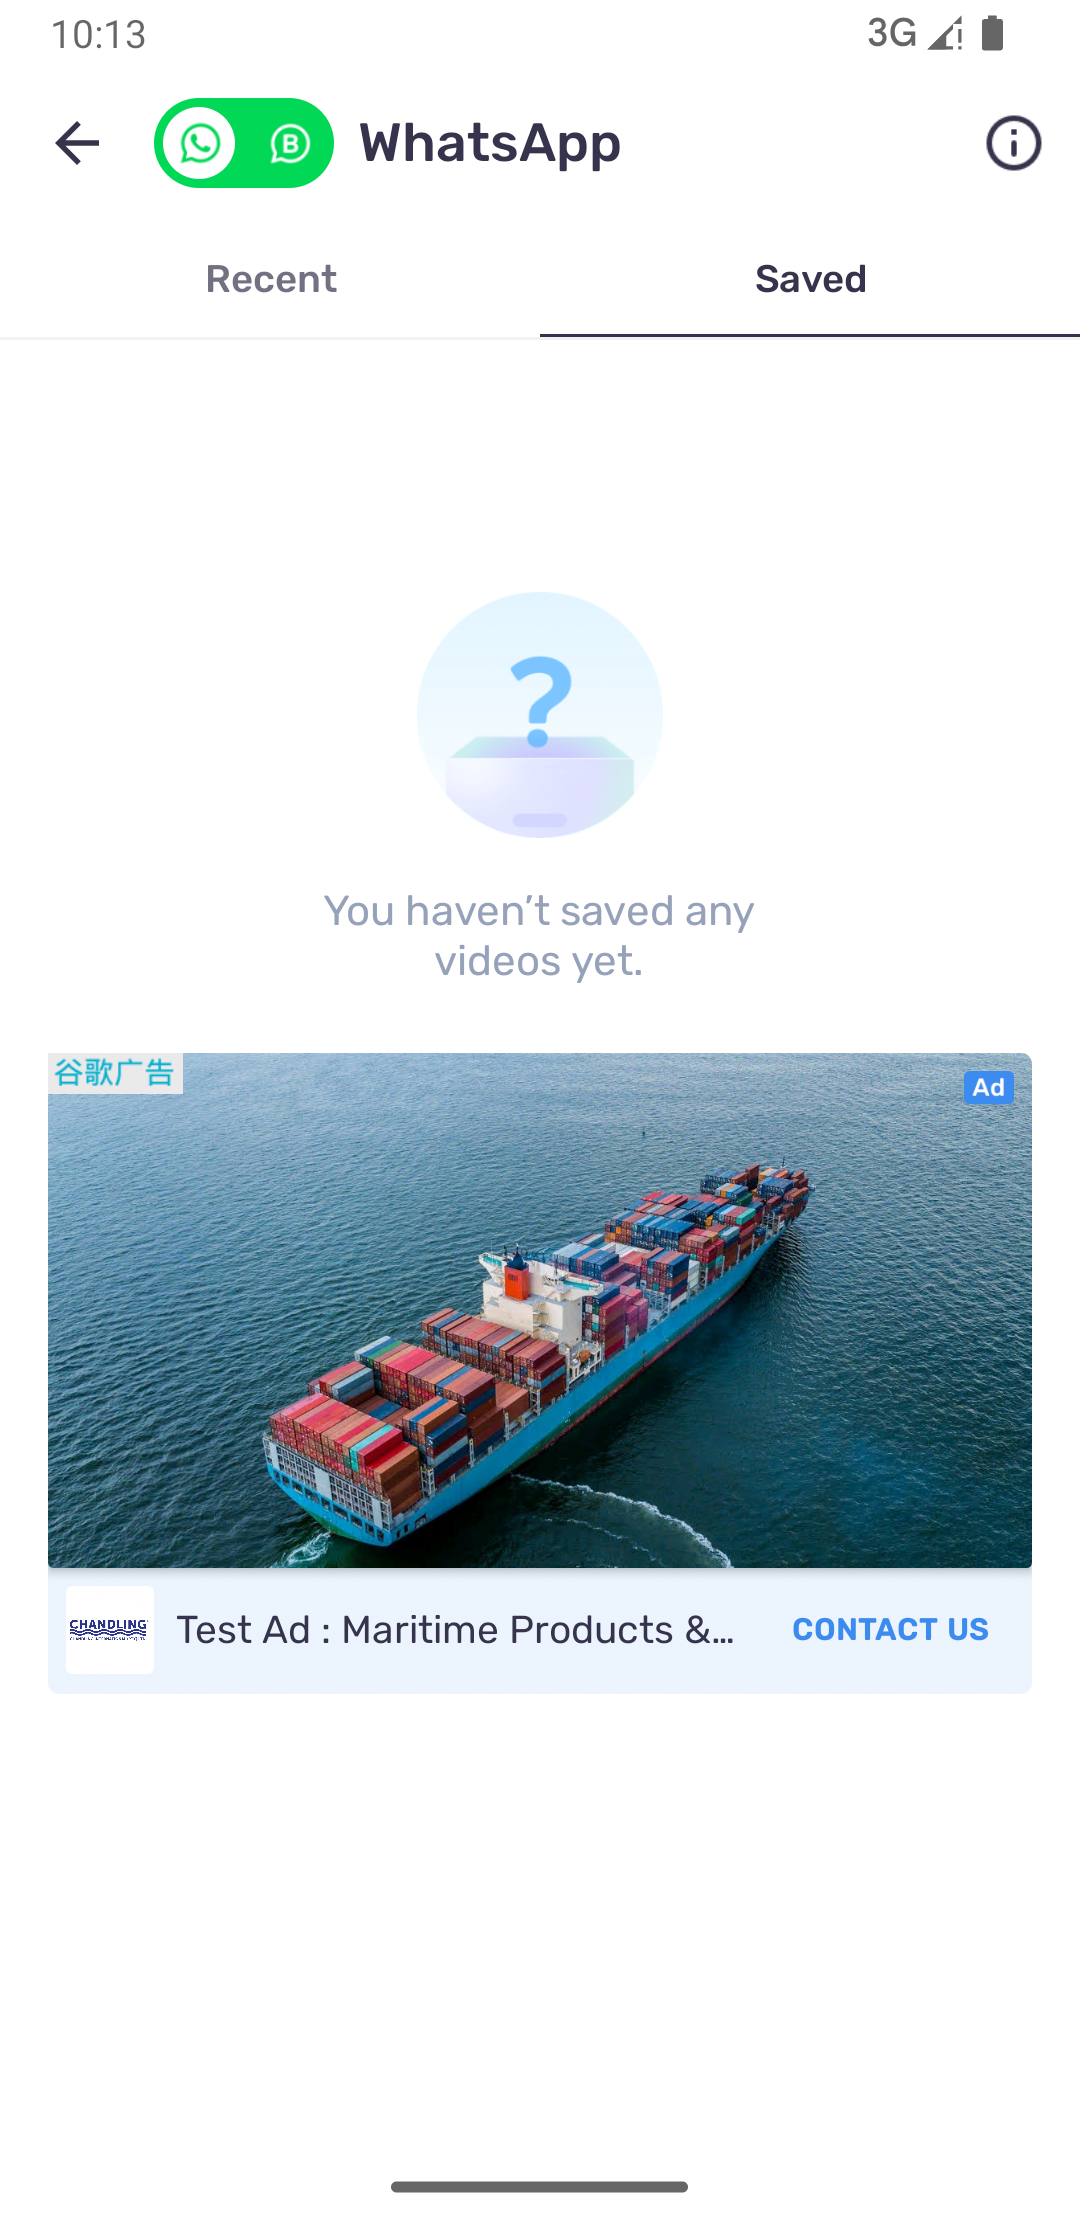 10:13
3G
WhatsApp
Recent
Saved
You haven’t saved any
videos yet.
谷歌广告
Ad
CHANDLING
Test Ad : Maritime Products &...
CONTACT US